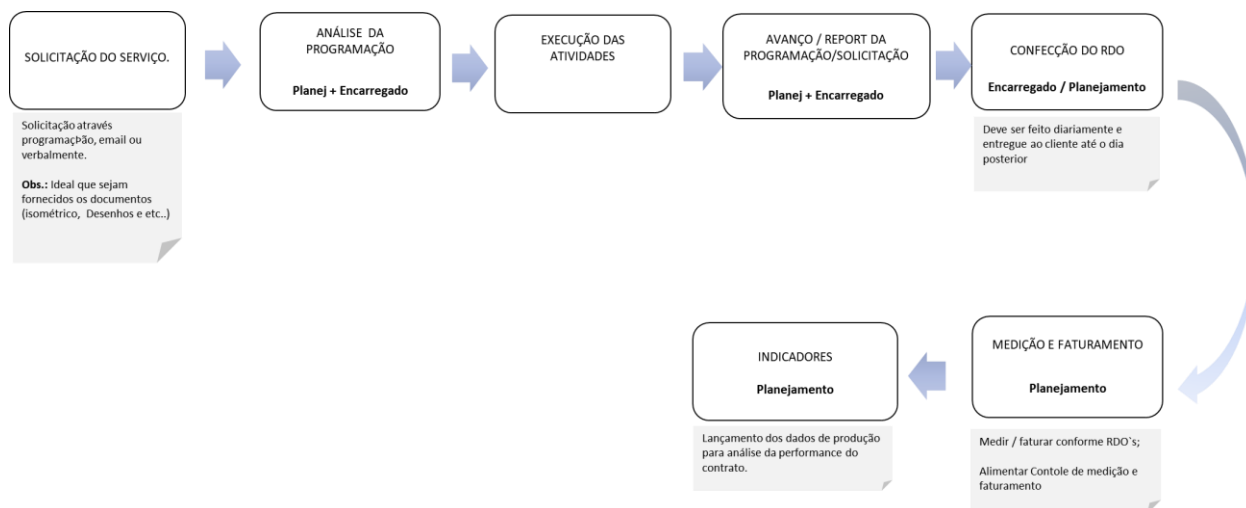 SOLICITAÇÃO DO SERVIÇO.
Solicitação através
programaçÞão, email ou
verbalmente.
Obs.: Ideal que sejam
fornecidos os documentos
(isométrico, Desenhos e etc..)
ANÁLISE DA
PROGRAMAÇÃO
Planej + Encarregado
EXECUÇÃO DAS
ATIVIDADES
AVANÇO / REPORT DA
PROGRAMAÇÃO/SOLICITAÇÃO
Planej + Encarregado
CONFECÇÃO DO RDO
Encarregado / Planejamento
Deve ser feito diariamente e
entregue ao cliente até o dia
posterior
MEDIÇÃO E FATURAMENTO
Planejamento
Medir / faturar conforme RDO`s;
Alimentar Contole de medição e
faturamento
INDICADORES
Planejamento
Lançamento dos dados de produção
para análise da performance do
contrato.